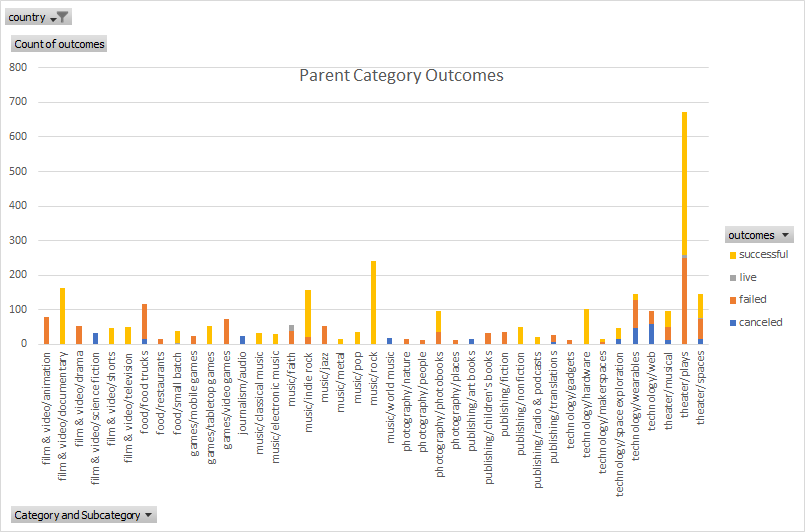 country
Count of outcomes
Parent Category Outcomes
800
700
600
500
400
300
200
100
0
film & video/animation
film & video/documentary
film & video/drama
film & video/science fiction
film & video/shorts
film & video/television
food/food trucks
food/restaurants
food/small batch
games/mobile games
games/tabletop games
games/video games
journalism/audio
music/classical music
music/electronic music
music/faith
music/indie rock
music/jazz
music/metal
music/pop
music/rock
music/world music
photography/nature
photography/people
photography/photobooks
photography/places
publishing/art books
publishing/children's books
publishing/fiction
publishing/nonfiction
publishing/radio & podcasts
publishing/translations
technology/gadgets
technology/hardware
technology/makerspaces
technology/space exploration
technology/wearables
technology/web
theater/musical
theater/plays
theater/spaces
outcomes
successful
live
failed
canceled
Category and Subcategory